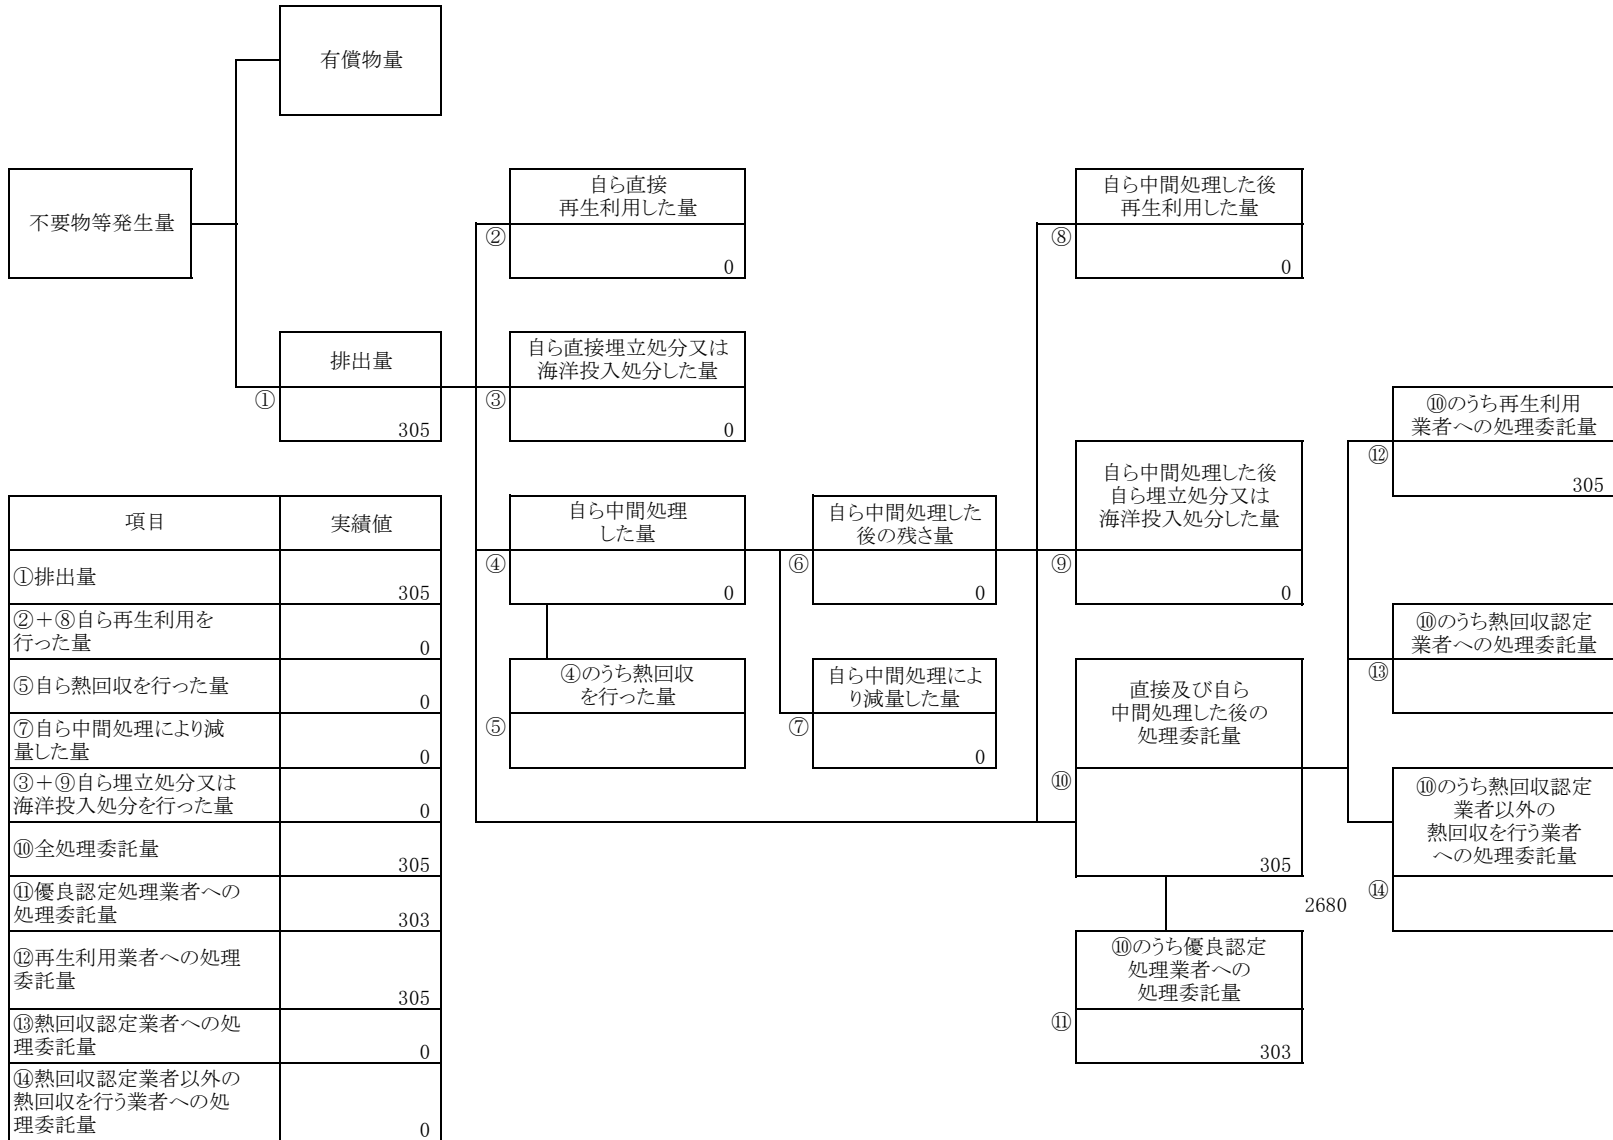 有償物量
不要物等発生量
自ら直接
再生利用した量
②
0
自ら中間処理した後
再生利用した量
⑧
0
排出量
①
305
自ら直接埋立処分又は
海洋投入処分した量
③
0
⑩のうち再生利用
業者への処理委託量
⑫
305
自ら中間処理
した量
④
0
自ら中間処理した
後の残さ量
⑥
0
自ら中間処理した後
自ら埋立処分又は
海洋投入処分した量
⑨
0
④のうち熱回収
を行った量
⑤
自ら中間処理によ
り減量した量
⑦
0
直接及び自ら
中間処理した後の
処理委託量
⑩
305
⑩のうち熱回収認定
業者への処理委託量
⑬
⑩のうち熱回収認定
業者以外の
熱回収を行う業者
への処理委託量
⑭
2680
⑩のうち優良認定
処理業者への
処理委託量
⑪
303
項目
実績値
①排出量
305
②+⑧自ら再生利用を
行った量
0
⑤自ら熱回収を行った量
0
⑦自ら中間処理により減
量した量
0
③+⑨自ら埋立処分又は
海洋投入処分を行った量
0
⑩全処理委託量
305
⑪優良認定処理業者への
処理委託量
303
⑫再生利用業者への処理
委託量
305
⑬熱回収認定業者への処
理委託量
0
⑭熱回収認定業者以外の
熱回収を行う業者への処
理委託量
0